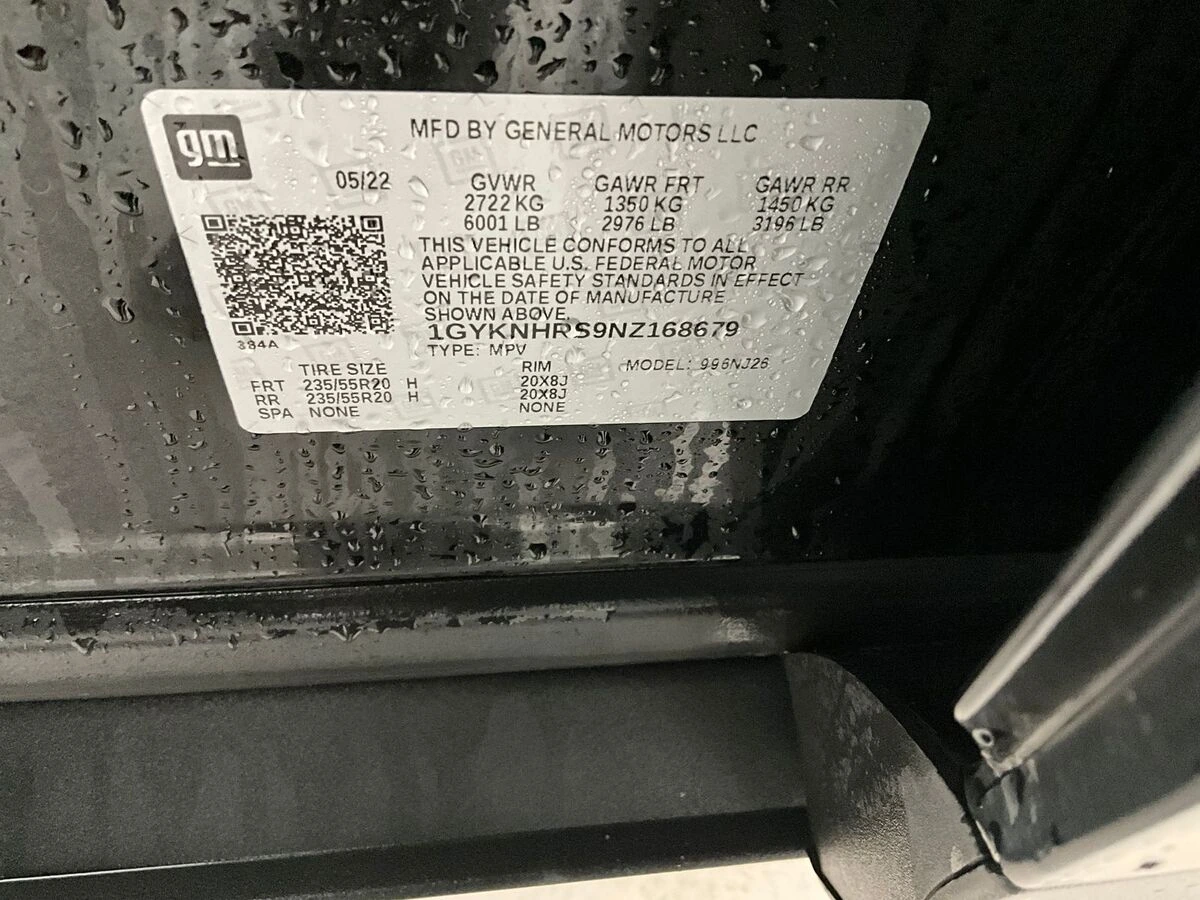 gm
MFD BY GENERAL MOTORS LLC
05/22 GVWR GAWR FRT GAWR RR
2722 KG 1350 KG 1450 KG
6001 LB 2976 LB 3196 LB
THIS VEHICLE CONFORMS TO ALL
APPLICABLE U.S. FEDERAL MOTOR
VEHICLE SAFETY STANDARDS IN EFFECT
ON THE DATE OF MANUFACTURE
SHOWN ABOVE.
1GYKNHRS9NZ168679
384A
TYPE: MPV
TIRE SIZE RIM MODEL: 996NJ26
FRT 235/55R20 H 20X8J
RR 235/55R20 H 20X8J
SPA NONE NONE